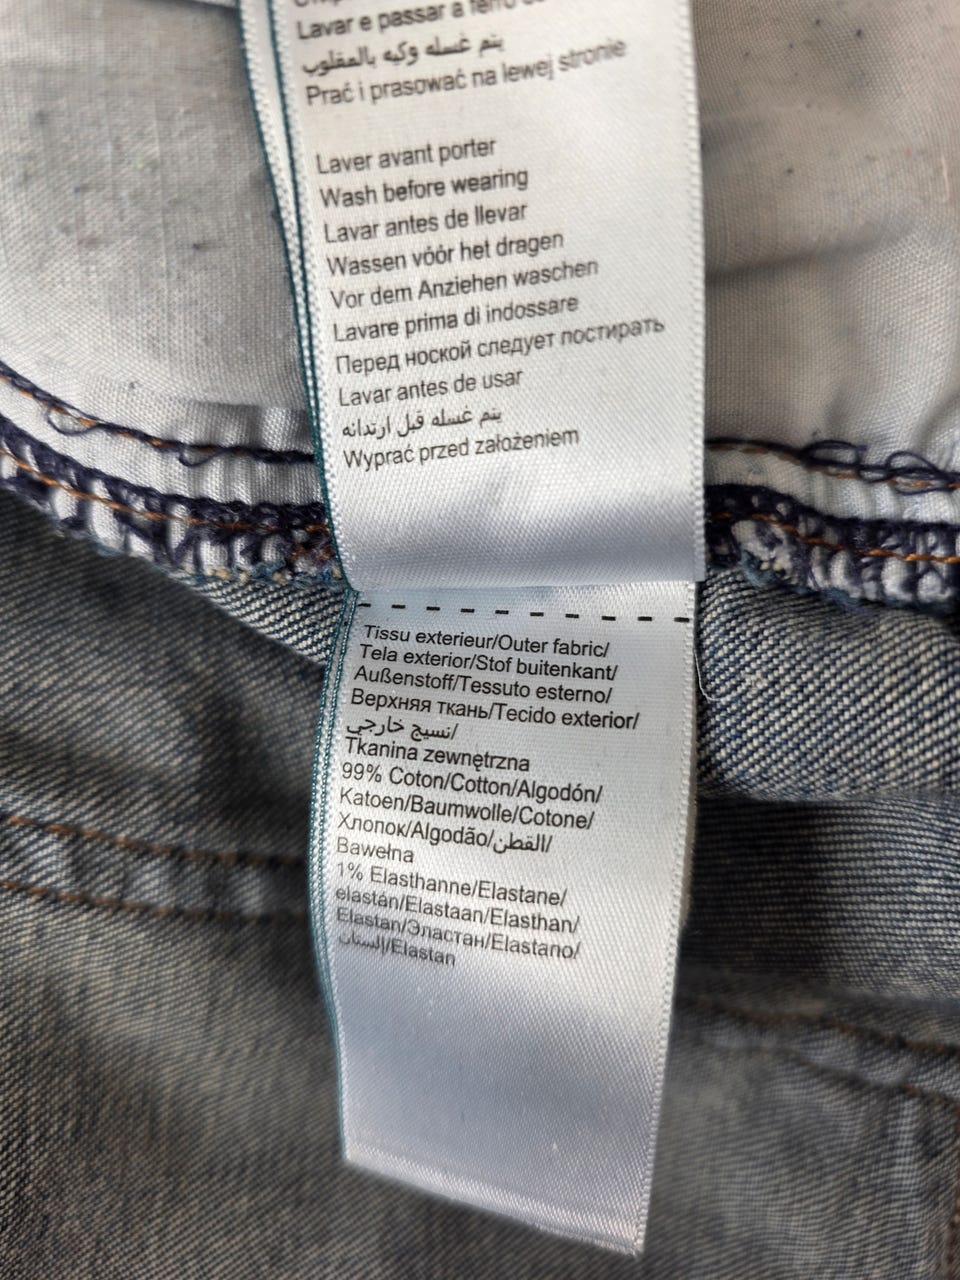 Lavar e passar a ferro
يتم غسله وكيه بالمقلوب
Prać i prasować na lewej stronie
Laver avant porter
Wash before wearing
Lavar antes de llevar
Wassen vóór het dragen
Vor dem Anziehen waschen
Lavare prima di indossare
Перед ноской следует постирать
Lavar antes de usar
يتم غسله قبل ارتدائه
Wyprać przed założeniem
Tissu exterieur/Outer fabric/
Tela exterior/Stof buitenkant/
Außenstoff/Tessuto esterno/
Верхняя ткань/Tecido exterior/
نسيج خارجي/
Tkanina zewnętrzna
99% Coton/Cotton/Algodón/
Katoen/Baumwolle/Cotone/
Хлопок/Algodão/القطن/
Bawełna
1% Elasthanne/Elastane/
elastán/Elastaan/Elasthan/
Elastan/Эластан/Elastano/
إلستان/Elastan